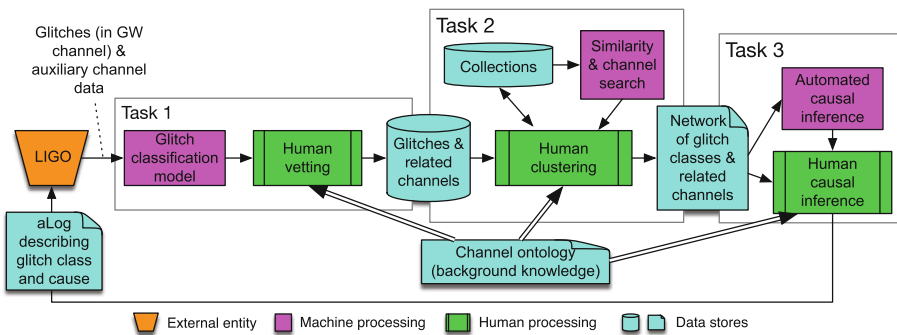 Glitches (in GW
channel) &
auxiliary channel
data
Task 1
LIGO
Glitch
classification
model
Human
vetting
Glitches &
related
channels
aLog
describing
glitch class
and cause
Task 2
Collections
Similarity
& channel
search
Human
clustering
Network
of glitch
classes &
related
channels
Channel ontology
(background knowledge)
Task 3
Automated
causal
inference
Human
causal
inference
External entity
Machine processing
Human processing
Data stores